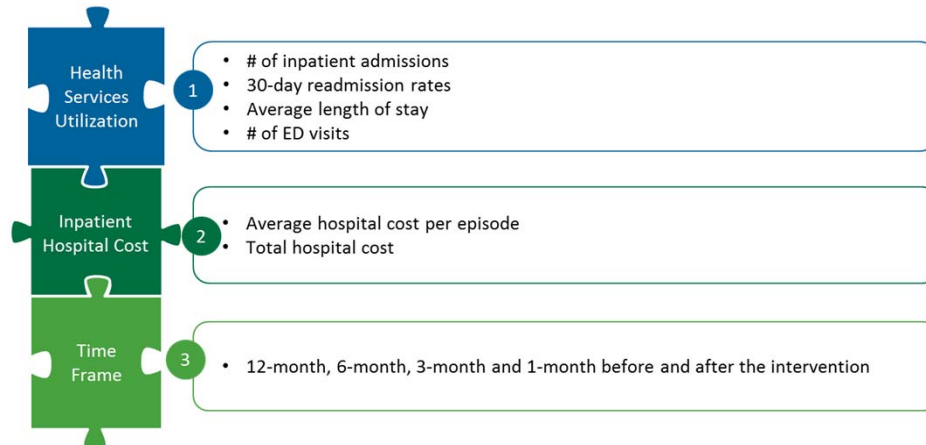 Health
Services
Utilization
1
• # of inpatient admissions
• 30-day readmission rates
• Average length of stay
• # of ED visits
Inpatient
Hospital Cost
2
• Average hospital cost per episode
• Total hospital cost
Time
Frame
3
• 12-month, 6-month, 3-month and 1-month before and after the intervention